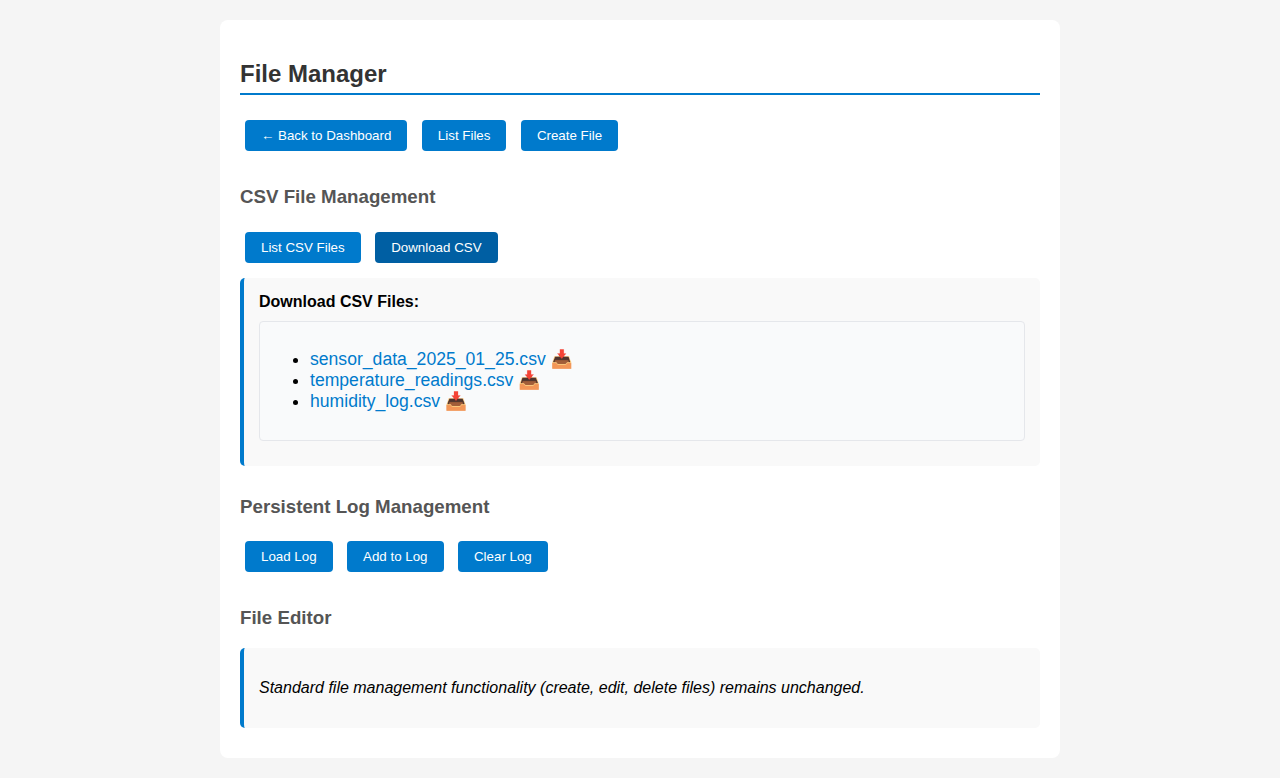 File Manager
← Back to Dashboard List Files Create File
CSV File Management
List CSV Files Download CSV
Download CSV Files:
• sensor_data_2025_01_25.csv 📥
• temperature_readings.csv 📥
• humidity_log.csv 📥
Persistent Log Management
Load Log Add to Log Clear Log
File Editor
Standard file management functionality (create, edit, delete files) remains unchanged.